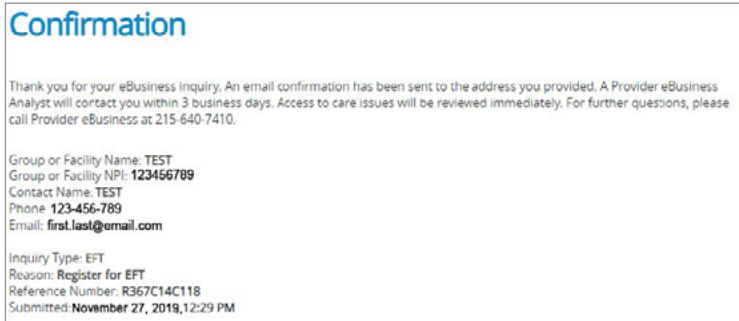 Confirmation
Thank you for your eBusiness inquiry. An email confirmation has been sent to the address you provided. A Provider eBusiness
Analyst will contact you within 3 business days. Access to care issues will be reviewed immediately. For further questions, please
call Provider eBusiness at 215-640-7410.
Group or Facility Name: TEST
Group or Facility NPI: 123456789
Contact Name: TEST
Phone 123-456-789
Email: first.last@email.com
Inquiry Type: EFT
Reason: Register for EFT
Reference Number: R367C14C118
Submitted: November 27, 2019,12:29 PM